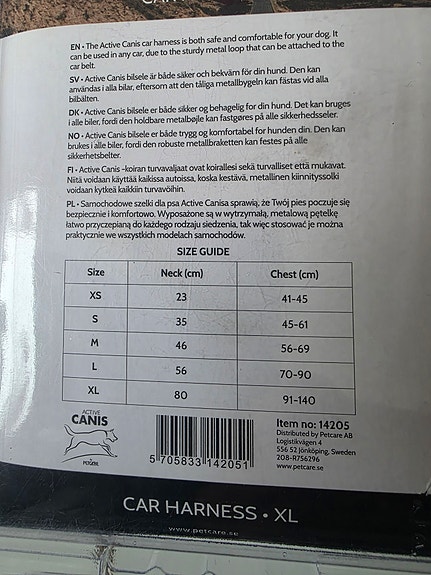 EN • The Active Canis car harness is both safe and comfortable for your dog. It
can be used in any car, due to the sturdy metal loop that can be attached to the
car belt.
SV • Active Canis bilsele är både säker och bekväm för din hund. Den kan
användas i alla bilar, eftersom att den tåliga metallbygeln kan fästas vid alla
bilbälten.
DK • Active Canis bilsele er både sikker og behagelig for din hund. Det kan bruges
i alle biler, fordi den holdbare metalbøjle kan fastgøres på alle sikkerhedsseler.
NO • Active Canis bilsele er både trygg og komfortabel for hunden din. Den kan
brukes i alle biler, fordi den robuste metallbraketten kan festes på alle
sikkerhetsbelter.
FI • Active Canis -koiran turvavaljaat ovat koirallesi sekä turvalliset että mukavat.
Niitä voidaan käyttää kaikissa autoissa, koska kestävä, metallinen kiinnityssolki
voidaan kytkeä kaikkiin turvavöihin.
PL • Samochodowe szelki dla psa Active Canisa sprawią, że Twój pies poczuje się
bezpiecznie i komfortowo. Wyposażone są w wytrzymałą, metalową pętelkę
łatwo przyczepianą do każdego rodzaju siedzenia, tak więc stosować je można
praktycznie we wszystkich modelach samochodów.
SIZE GUIDE
Size Neck (cm) Chest (cm)
XS 23 41-45
S 35 45-61
M 46 56-69
L 56 70-90
XL 80 91-140
ACTIVE
CANIS
PETCARE
5 705833 142051
Item no: 14205
Distributed by Petcare AB
Logistikvägen 4
556 52 Jönköping, Sweden
208-R756296
www.petcare.se
CAR HARNESS • XL
www.petcare.se